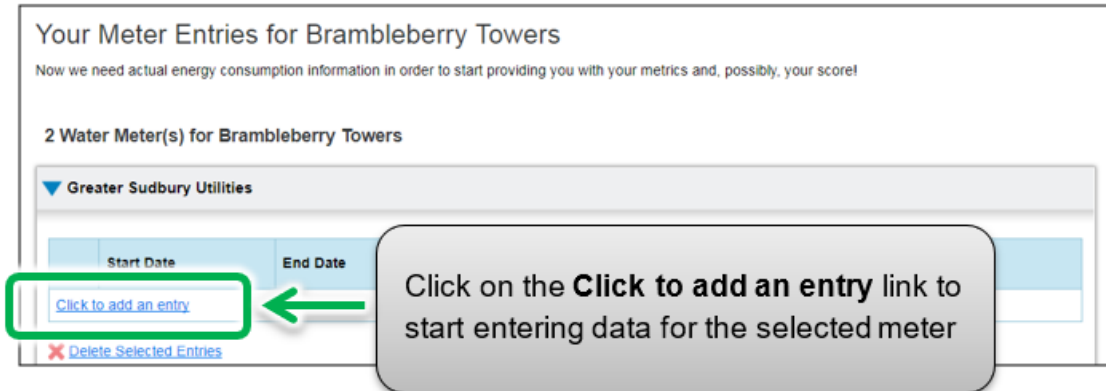 Your Meter Entries for Brambleberry Towers
Now we need actual energy consumption information in order to start providing you with your metrics and, possibly, your score!
2 Water Meter(s) for Brambleberry Towers
Greater Sudbury Utilities
Start Date End Date
Click to add an entry
Click on the Click to add an entry link to
start entering data for the selected meter
Delete Selected Entries